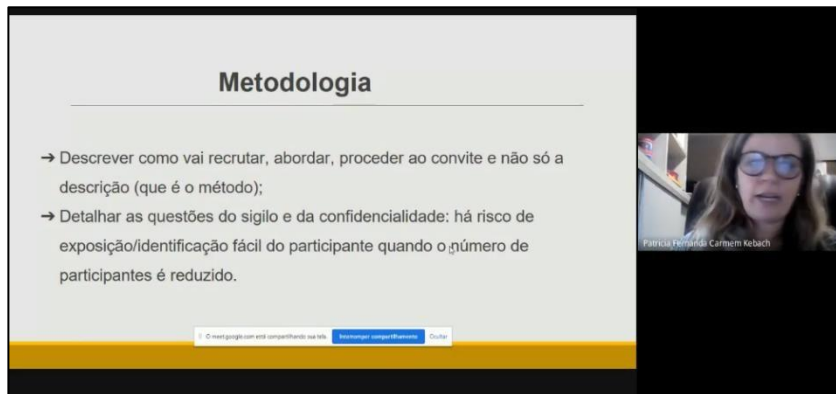 Metodologia
→ Descrever como vai recrutar, abordar, proceder ao convite e não só a
descrição (que é o método);
→ Detalhar as questões do sigilo e da confidencialidade: há risco de
exposição/identificação fácil do participante quando o número de
participantes é reduzido.
O meet.google.com está compartilhando sua tela. Interromper compartilhamento Ocultar
Patricia Fernanda Carmem Kebach